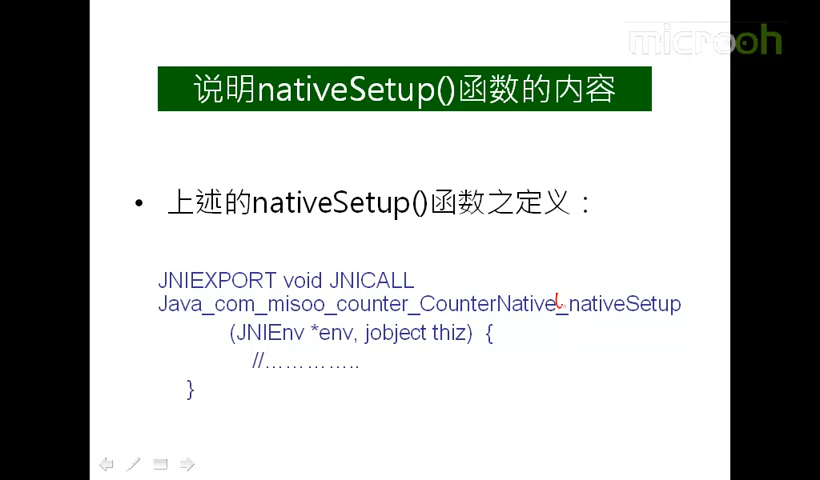 microoh
说明nativeSetup()函数的内容
• 上述的nativeSetup()函数之定义：
JNIEXPORT void JNICALL
Java_com_misoo_counter_CounterNative_nativeSetup
(JNIEnv *env, jobject thiz) {
//…………..
}